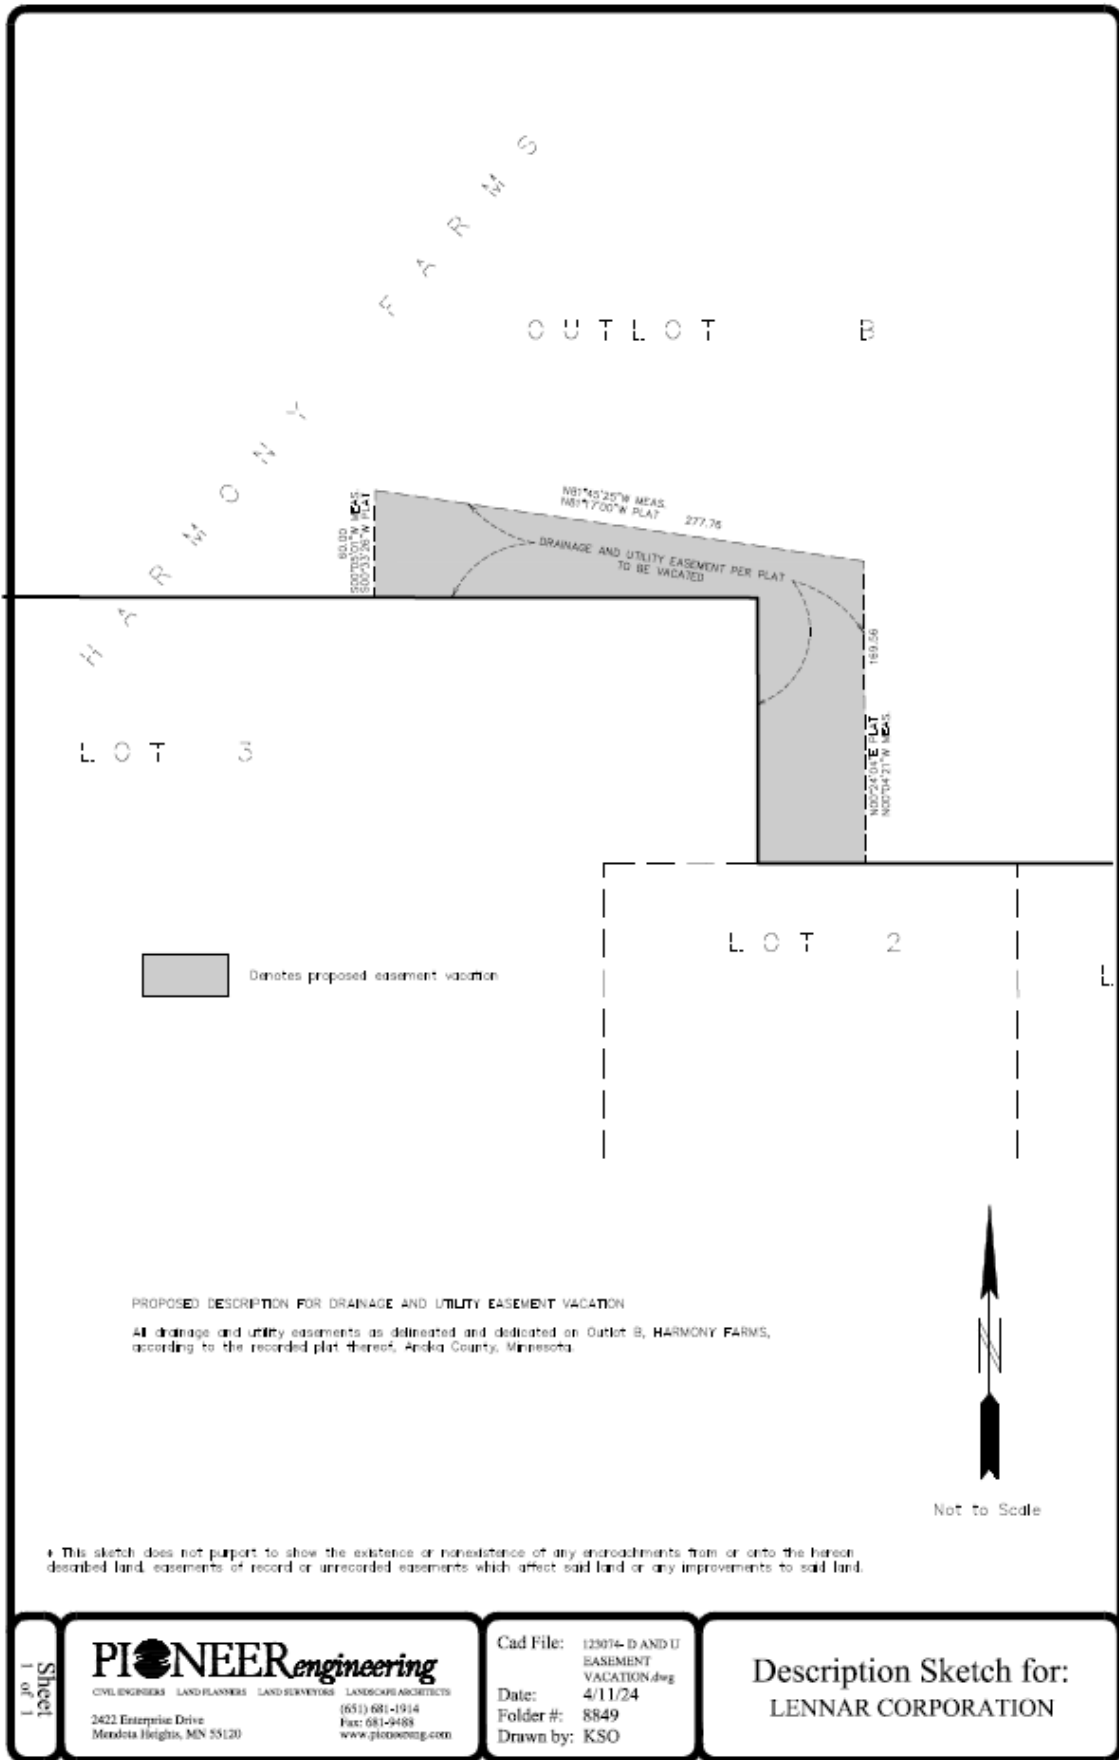 HARMONY FARMS
OUTLOT B
N81°45'25"W MEAS.
N81°17'00"W PLAT 277.76
60.00
S00°05'01"W MEAS.
S00°33'26"W PLAT
DRAINAGE AND UTILITY EASEMENT PER PLAT
TO BE VACATED
169.56
N00°24'04"E PLAT
N00°04'21"W MEAS.
LOT 3
LOT 2
L
Denotes proposed easement vacation
PROPOSED DESCRIPTION FOR DRAINAGE AND UTILITY EASEMENT VACATION
All drainage and utility easements as delineated and dedicated on Outlot B, HARMONY FARMS,
according to the recorded plat thereof, Anoka County, Minnesota.
N
Not to Scale
* This sketch does not purport to show the existence or nonexistence of any encroachments from or onto the hereon
described land, easements of record or unrecorded easements which affect said land or any improvements to said land.
Sheet
1 of 1
PIONEERengineering
CIVIL ENGINEERS LAND PLANNERS LAND SURVEYORS LANDSCAPE ARCHITECTS
2422 Enterprise Drive
Mendota Heights, MN 55120
(651) 681-1914
Fax: 681-9488
www.pioneereng.com
Cad File: 123074- D AND U
EASEMENT
VACATION.dwg
Date: 4/11/24
Folder #: 8849
Drawn by: KSO
Description Sketch for:
LENNAR CORPORATION